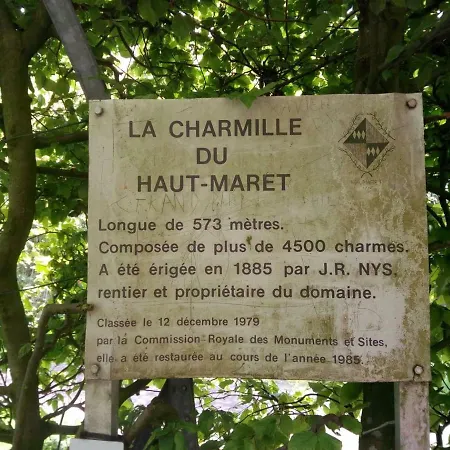 LA CHARMILLE
DU
HAUT-MARET
Longue de 573 mètres.
Composée de plus de 4500 charmes.
A été érigée en 1885 par J.R. NYS.
rentier et propriétaire du domaine.
Classée le 12 décembre 1979
par la Commission Royale des Monuments et Sites,
elle a été restaurée au cours de l'année 1985.